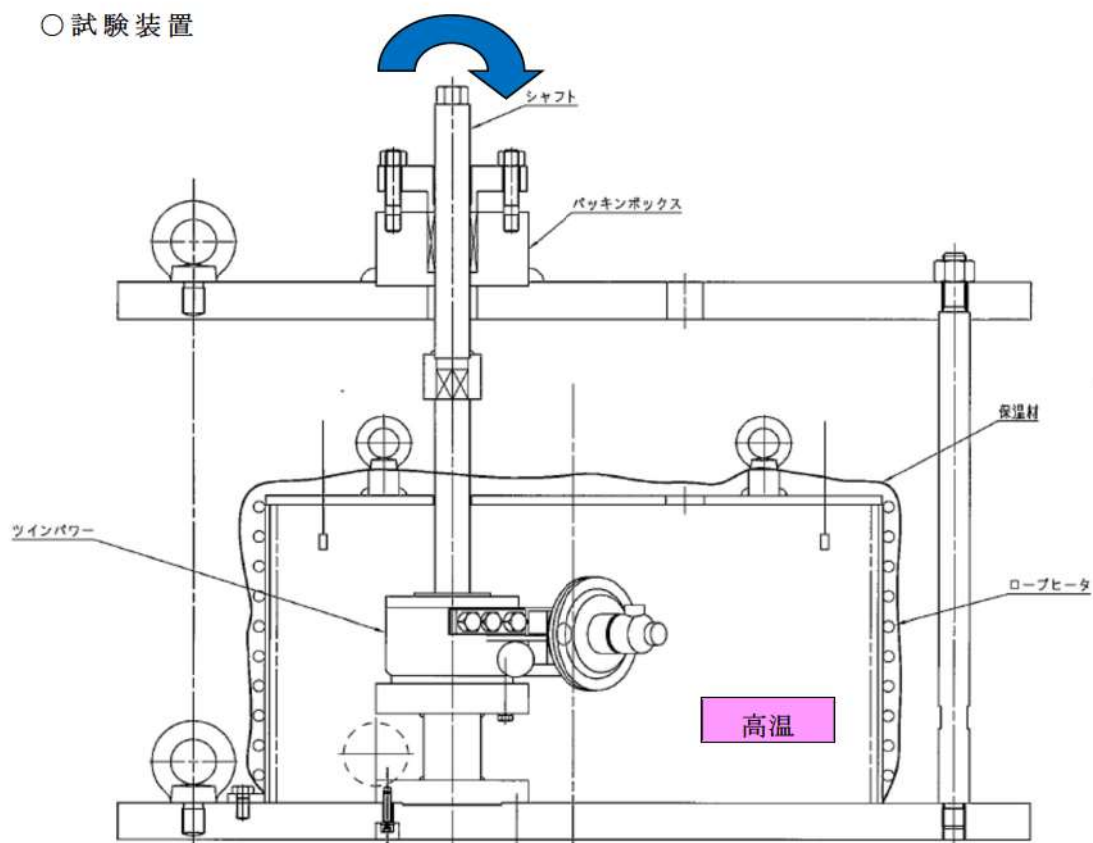 ○試験装置
シャフト
パッキンボックス
保温材
ツインパワー
ロープヒータ
高温